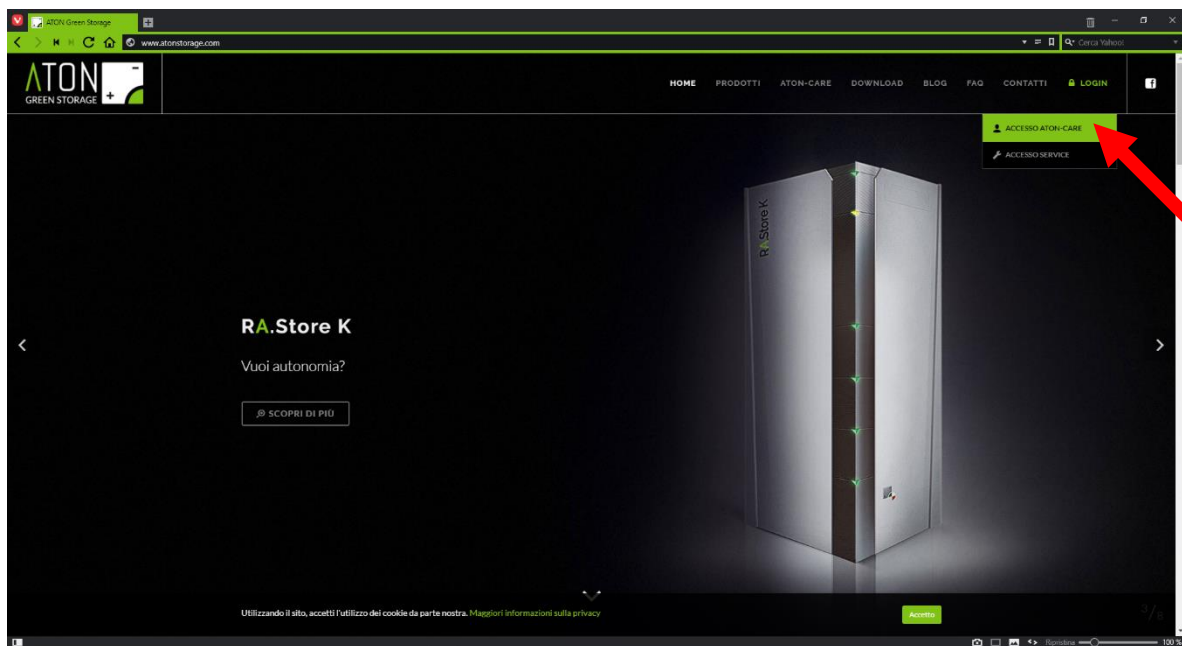 ATON Green Storage
www.atonstorage.com
Cerca Yahoo!
ATON
GREEN STORAGE
HOME PRODOTTI ATON-CARE DOWNLOAD BLOG FAQ CONTATTI LOGIN
ACCESSO ATON-CARE
ACCESSO SERVICE
RA.Store K
RA.Store K
Vuoi autonomia?
SCOPRI DI PIÙ
Utilizzando il sito, accetti l'utilizzo dei cookie da parte nostra. Maggiori informazioni sulla privacy
Accetto
3/6
Ripristina 100 %